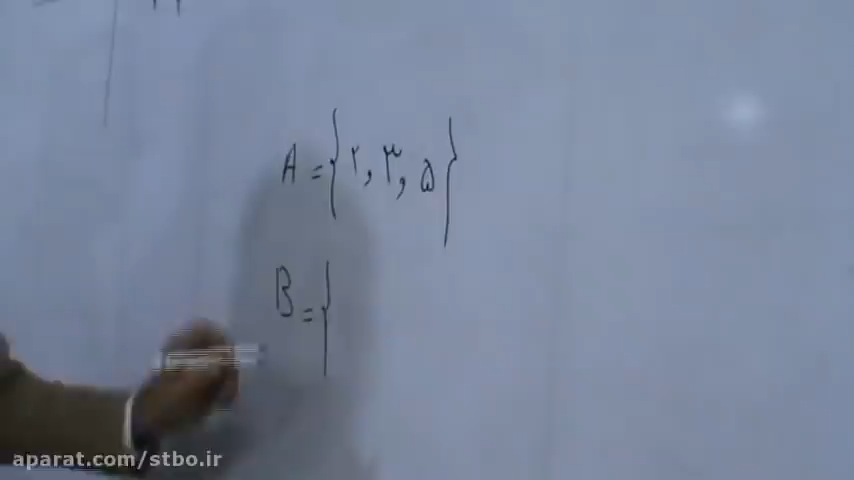 A = {۲, ۳, ۵}
B = {
aparat.com/stbo.ir